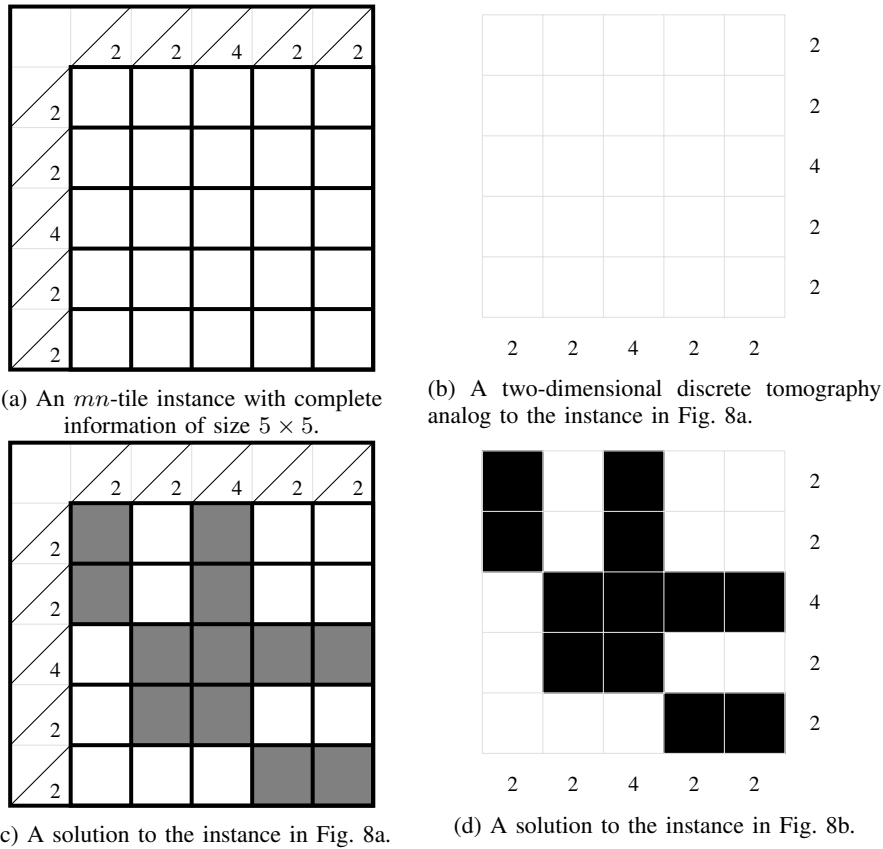 2 2 4 2 2
2
2
4
2
2
2
2
4
2
2
2 2 4 2 2
(a) An mn-tile instance with complete
information of size 5 × 5.
(b) A two-dimensional discrete tomography
analog to the instance in Fig. 8a.
2 2 4 2 2
2
2
4
2
2
2
2
4
2
2
2 2 4 2 2
c) A solution to the instance in Fig. 8a.
(d) A solution to the instance in Fig. 8b.